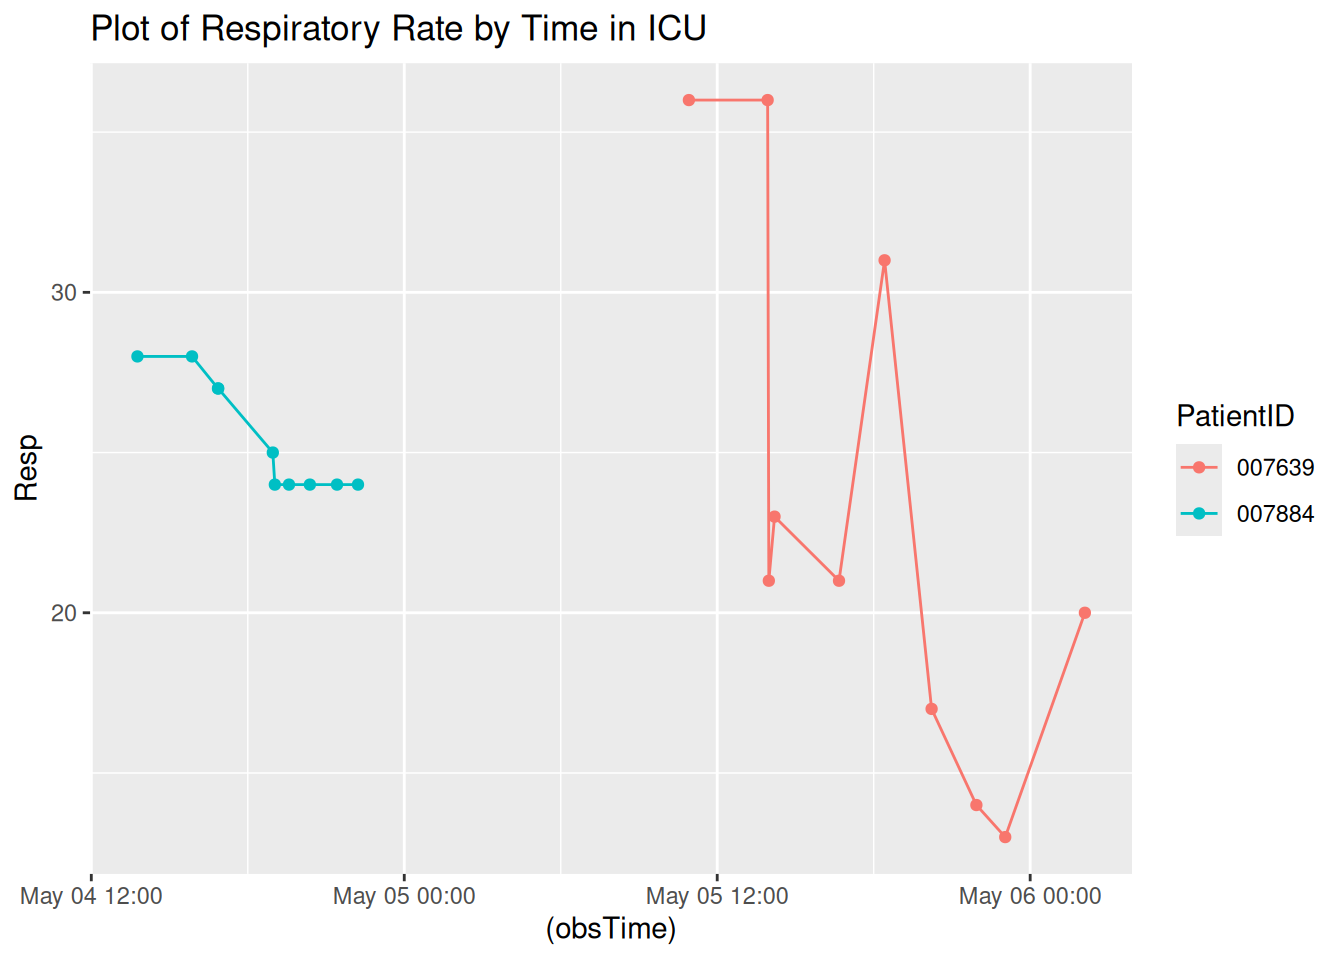 Plot of Respiratory Rate by Time in ICU
Resp
30
20
May 04 12:00
May 05 00:00
May 05 12:00
May 06 00:00
(obsTime)
PatientID
007639
007884